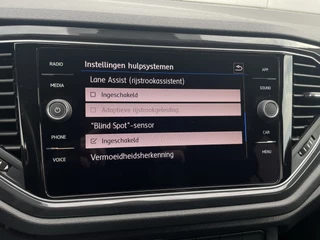 Instellingen hulpsystemen
RADIO
MEDIA
PHONE
VOICE
Lane Assist (rijstrookassistent)
Ingeschakeld
Adaptieve rijstrookgeleiding
"Blind Spot"-sensor
Ingeschakeld
Vermoeidheidsherkenning
APP
SOUND
CAR
MENU